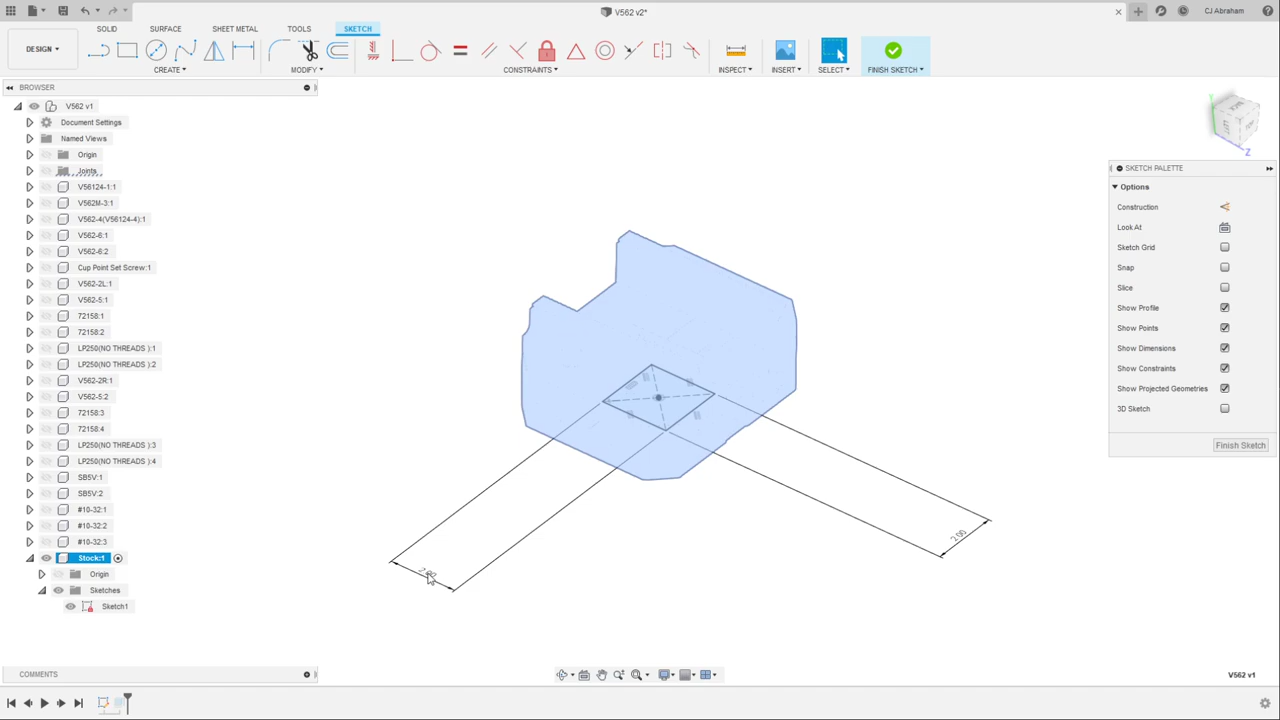 V562 v2*
CJ Abraham
SOLID
SURFACE
SHEET METAL
TOOLS
SKETCH
DESIGN
CREATE
MODIFY
CONSTRAINTS
INSPECT
INSERT
SELECT
FINISH SKETCH
BROWSER
V562 v1
Document Settings
Named Views
Origin
Joints
V56124-1:1
V562M-3:1
V562-4(V56124-4):1
V562-6:1
V562-6:2
Cup Point Set Screw:1
V562-2L:1
V562-5:1
72158:1
72158:2
LP250(NO THREADS ):1
LP250(NO THREADS ):2
V562-2R:1
V562-5:2
72158:3
72158:4
LP250(NO THREADS ):3
LP250(NO THREADS ):4
SB5V:1
SB5V:2
#10-32:1
#10-32:2
#10-32:3
Stock:1
Origin
Sketches
Sketch1
Y
Z
SKETCH PALETTE
Options
Construction
Look At
Sketch Grid
Snap
Slice
Show Profile
Show Points
Show Dimensions
Show Constraints
Show Projected Geometries
3D Sketch
Finish Sketch
2.00
COMMENTS
V562 v1